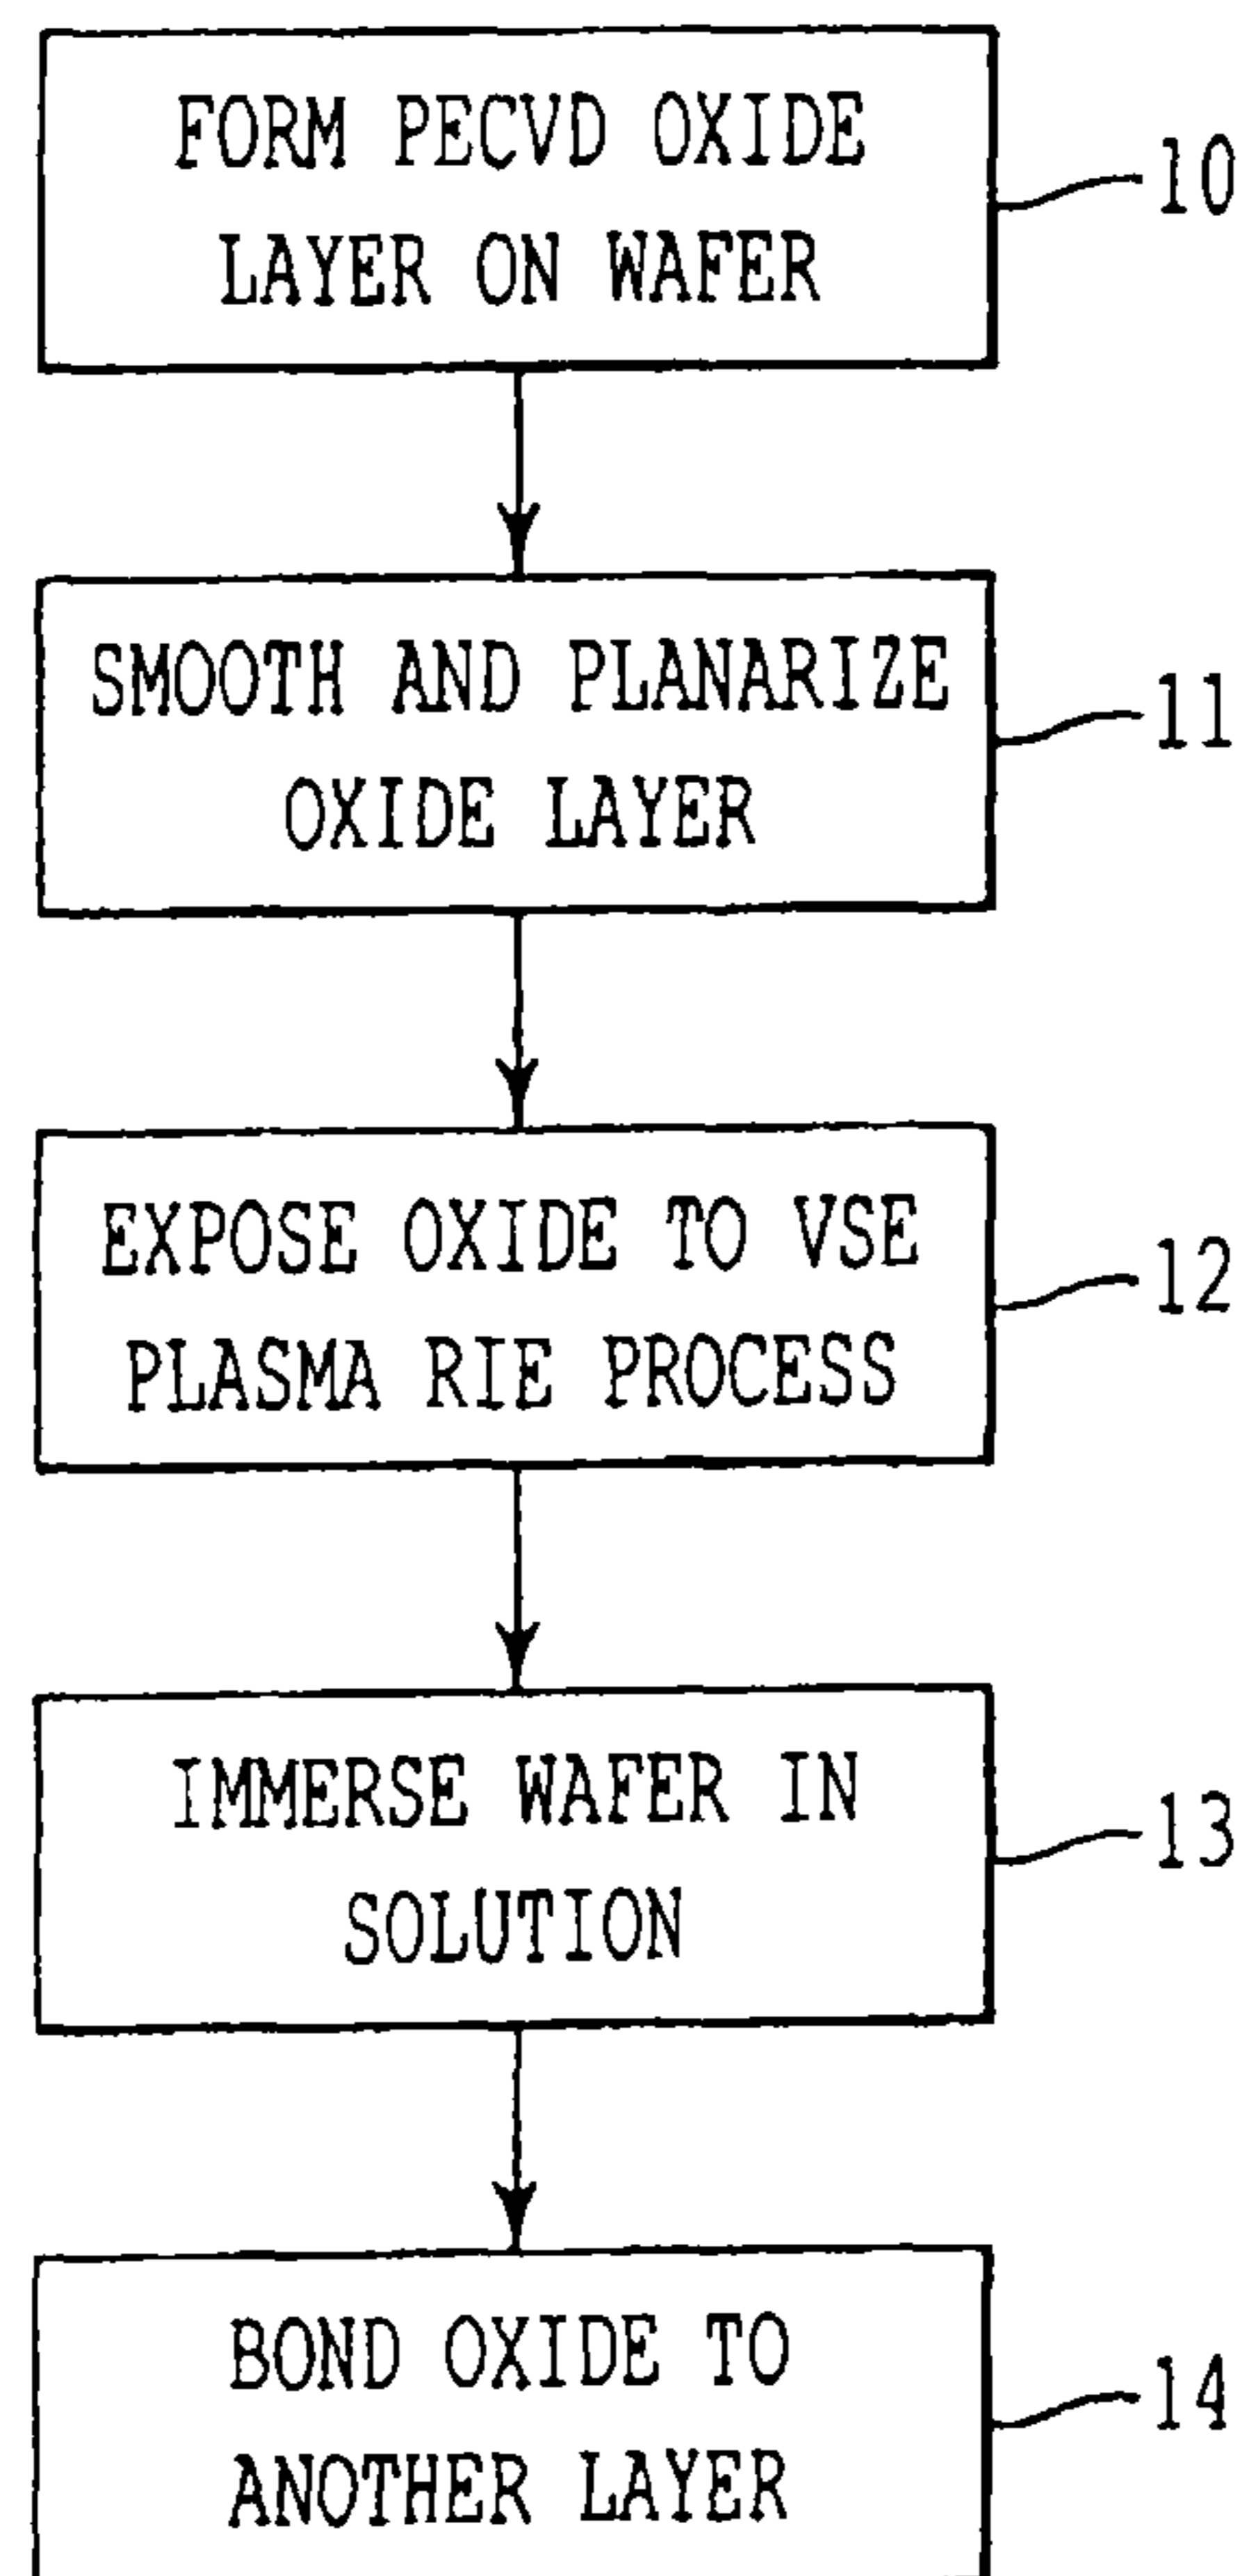 FORM PECVD OXIDE
LAYER ON WAFER
10
SMOOTH AND PLANARIZE
OXIDE LAYER
11
EXPOSE OXIDE TO VSE
PLASMA RIE PROCESS
12
IMMERSE WAFER IN
SOLUTION
13
BOND OXIDE TO
ANOTHER LAYER
14